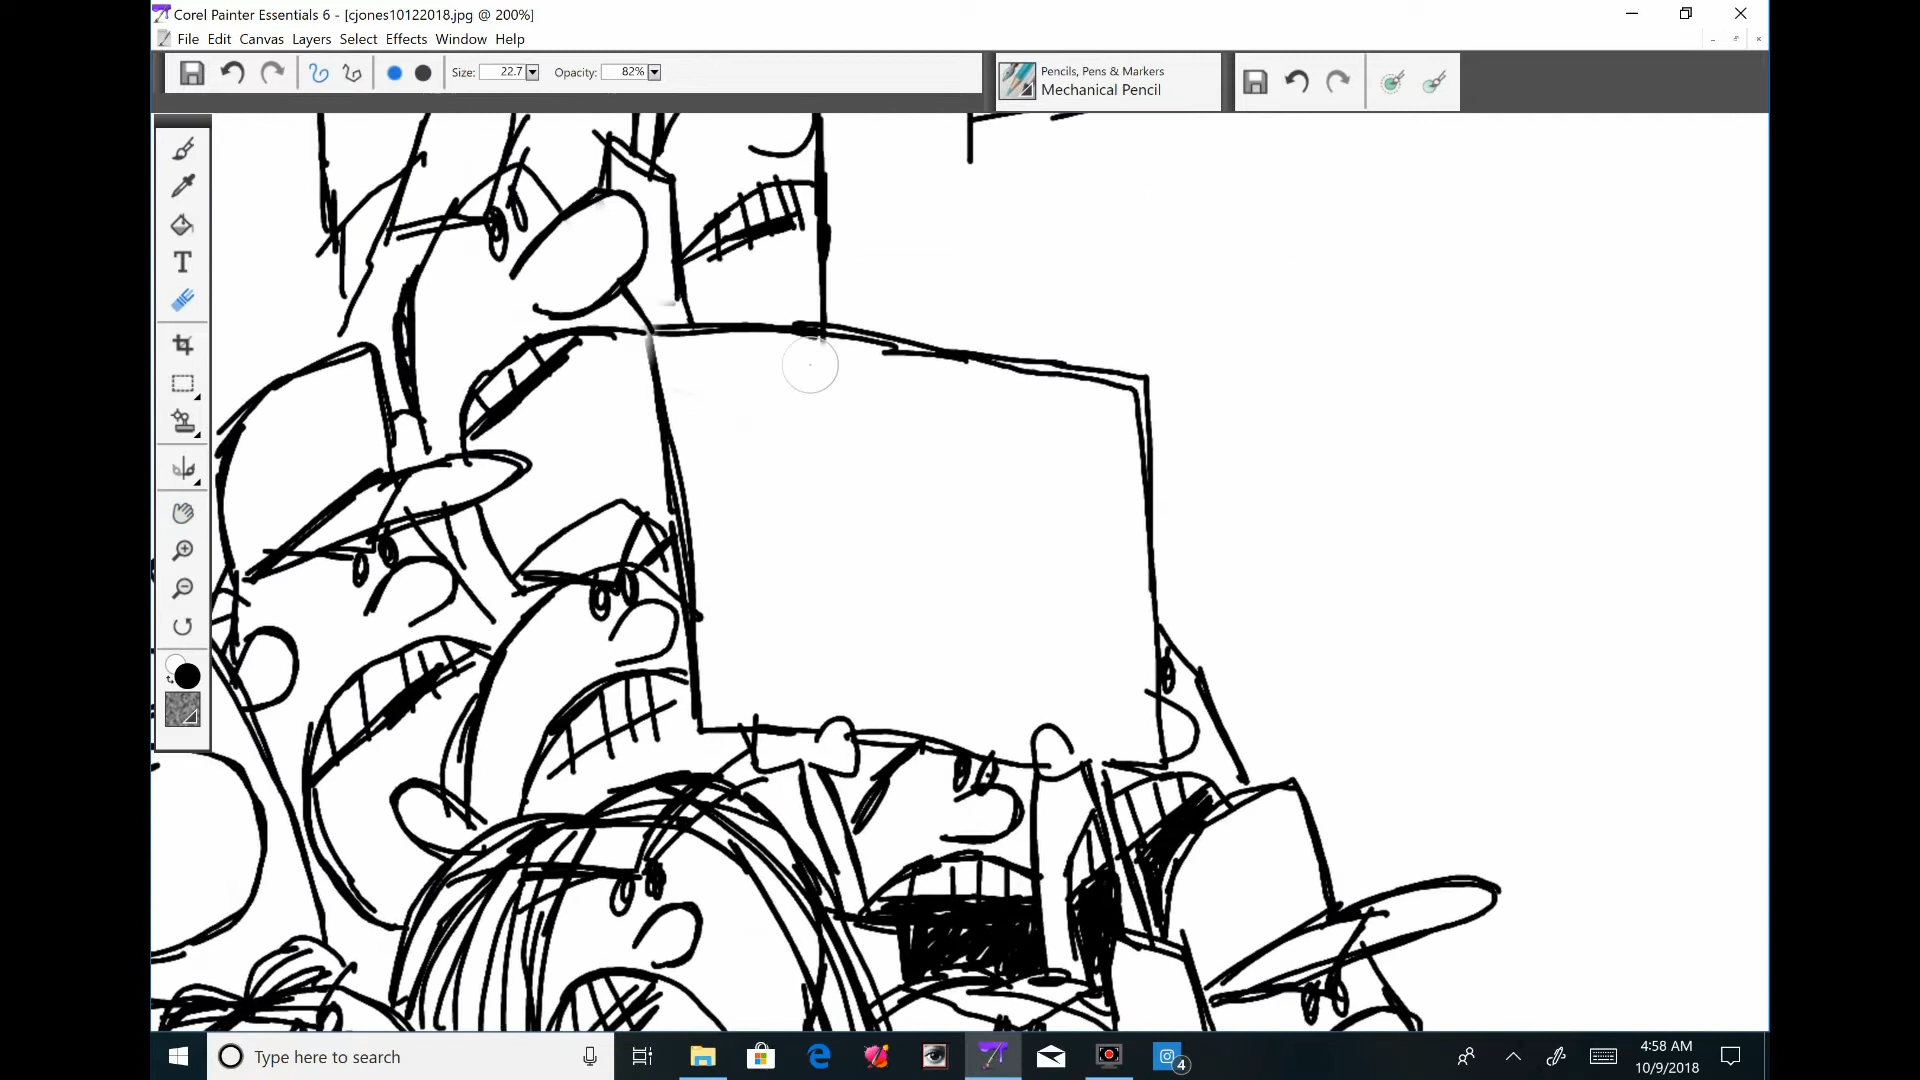 Corel Painter Essentials 6 - [cjones10122018.jpg @ 200%]
File Edit Canvas Layers Select Effects Window Help
Size: 22.7 Opacity: 82%
Pencils, Pens & Markers
Mechanical Pencil
T
Type here to search
4
4:58 AM
10/9/2018